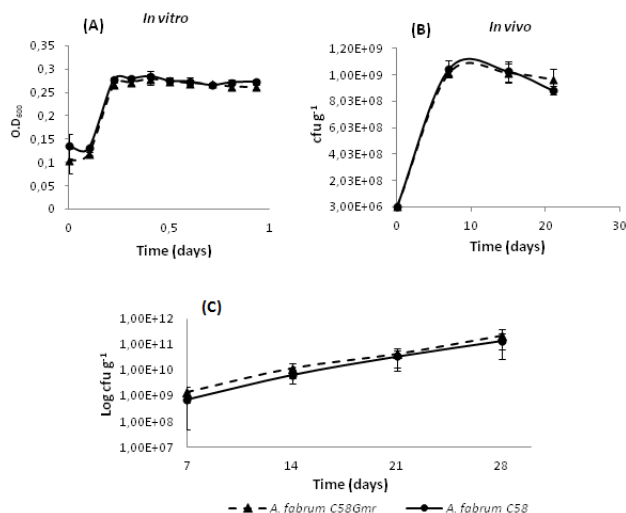 (A)
In vitro
0,35
0,3
0,25
0,2
0,15
0,1
0,05
0
O.D600
0
0,5
1
Time (days)
(B)
In vivo
1,20E+09
1,00E+09
8,03E+08
4,03E+08
2,03E+08
3,00E+06
cfu g-1
0
10
20
30
Time (days)
(C)
1,00E+12
1,00E+11
1,00E+10
1,00E+09
1,00E+08
1,00E+07
Log cfu g-1
7
14
21
28
Time (days)
A. fabrum C58Gmr
A. fabrum C58